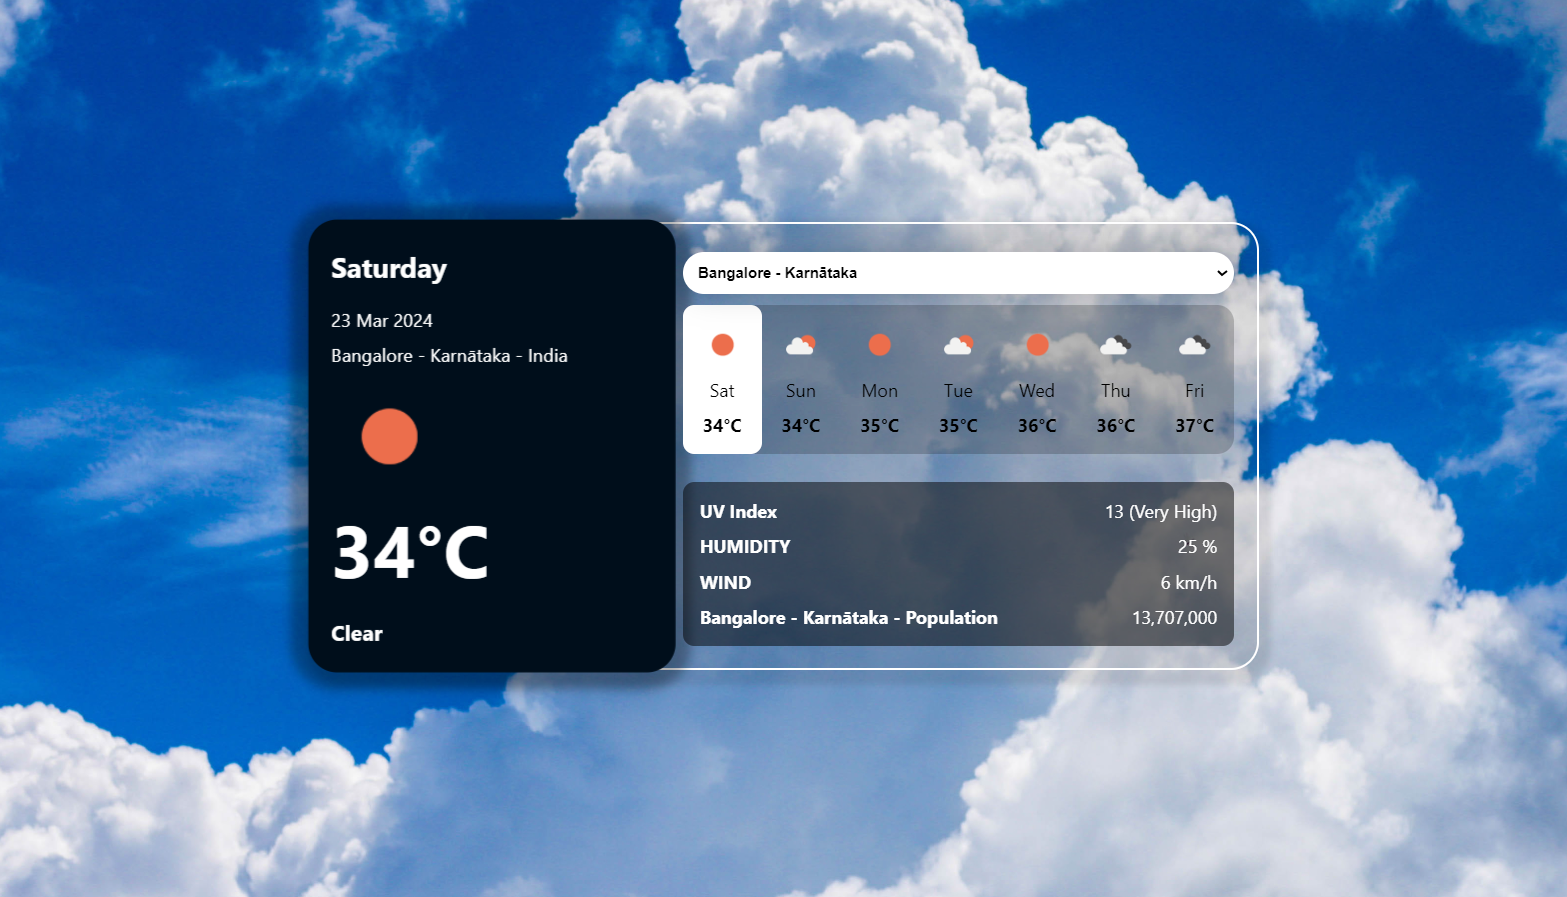 Saturday
23 Mar 2024
Bangalore - Karnātaka - India
34°C
Clear
Bangalore - Karnātaka
Sat Sun Mon Tue Wed Thu Fri
34°C 34°C 35°C 35°C 36°C 36°C 37°C
UV Index 13 (Very High)
HUMIDITY 25 %
WIND 6 km/h
Bangalore - Karnātaka - Population 13,707,000